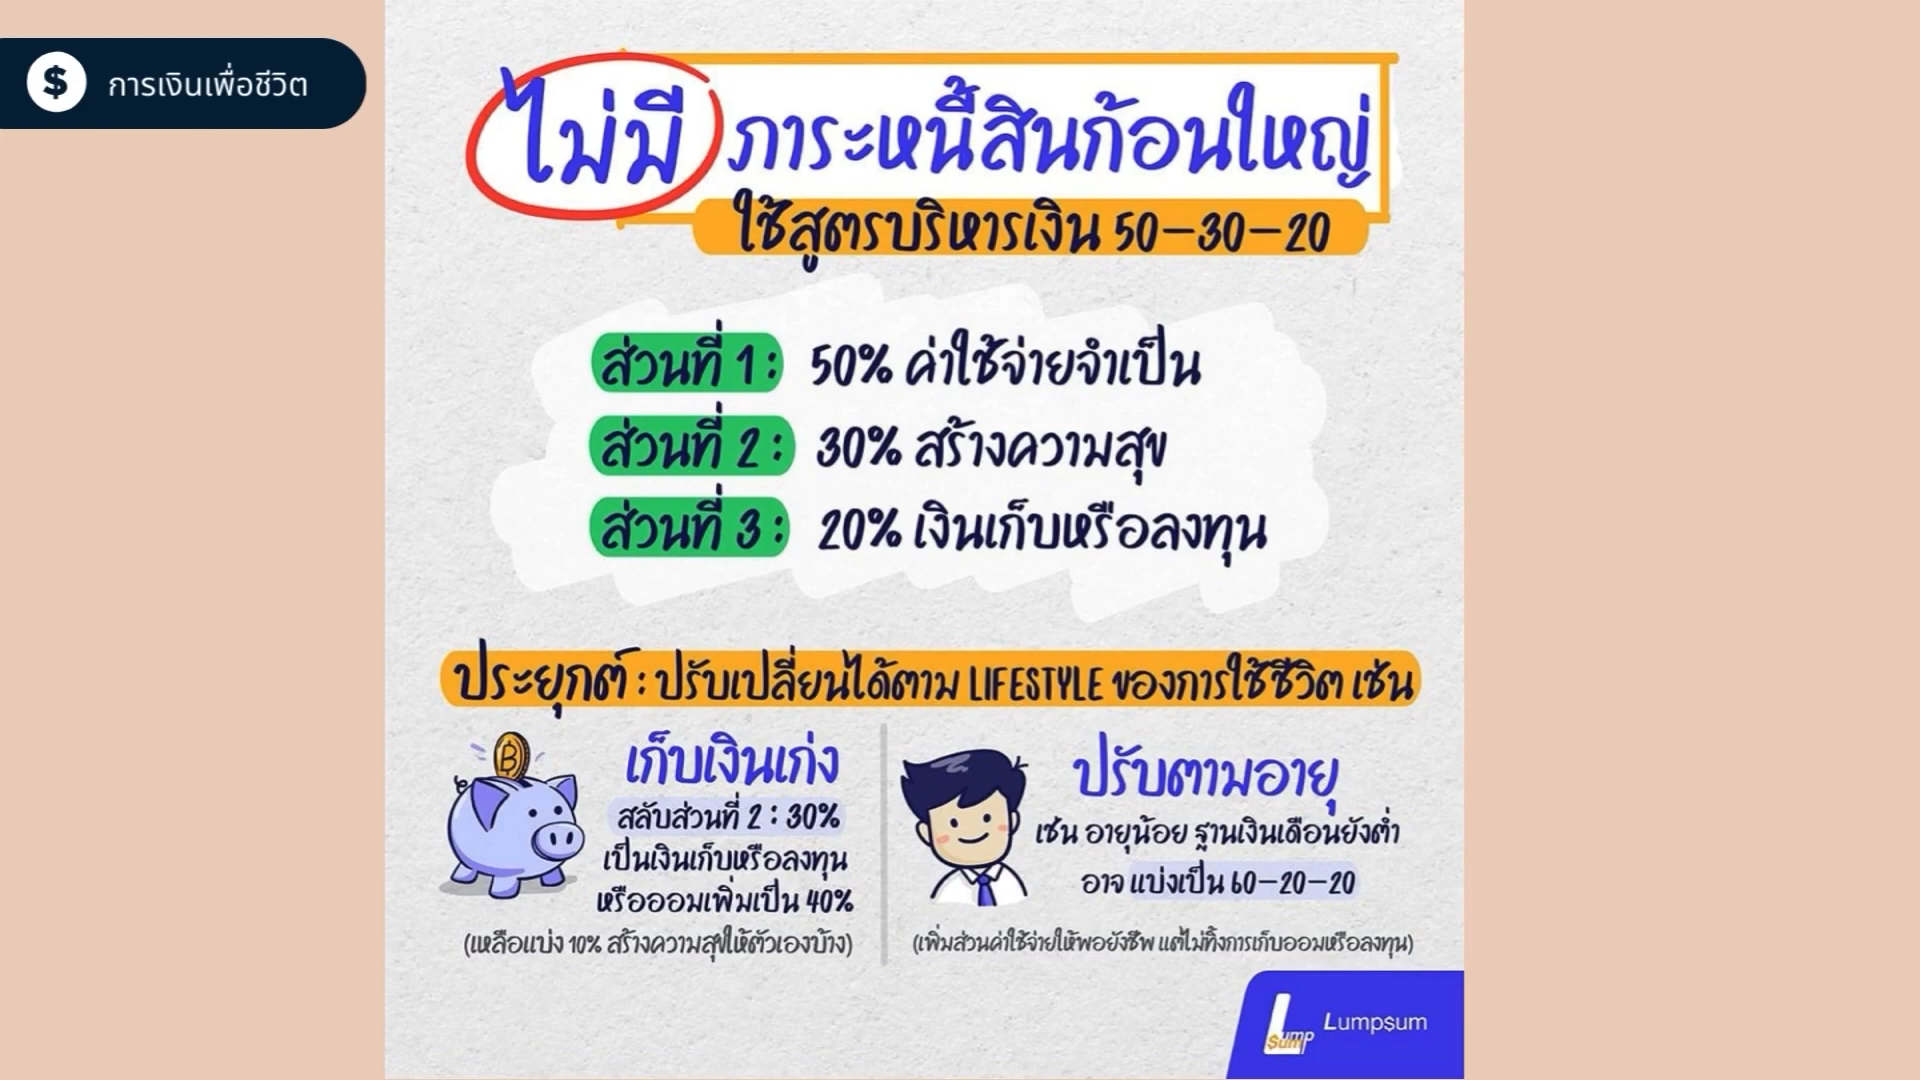 $ การเงินเพื่อชีวิต
ไม่มี ภาระหนี้สินก้อนใหญ่
ใช้สูตรบริหารเงิน 50-30-20
ส่วนที่ 1 : 50% ค่าใช้จ่ายจำเป็น
ส่วนที่ 2 : 30% สร้างความสุข
ส่วนที่ 3 : 20% เงินเก็บหรือลงทุน
ประยุกต์ : ปรับเปลี่ยนได้ตาม LIFESTYLE ของการใช้ชีวิต เช่น
฿
เก็บเงินเก่ง
สลับส่วนที่ 2 : 30%
เป็นเงินเก็บหรือลงทุน
หรือออมเพิ่มเป็น 40%
(เหลือแบ่ง 10% สร้างความสุขให้ตัวเองบ้าง)
ปรับตามอายุ
เช่น อายุน้อย ฐานเงินเดือนยังต่ำ
อาจ แบ่งเป็น 60-20-20
(เพิ่มส่วนค่าใช้จ่ายให้พอยังชีพ แต่ไม่ทิ้งการเก็บออมหรือลงทุน)
Lump $um Lump$um